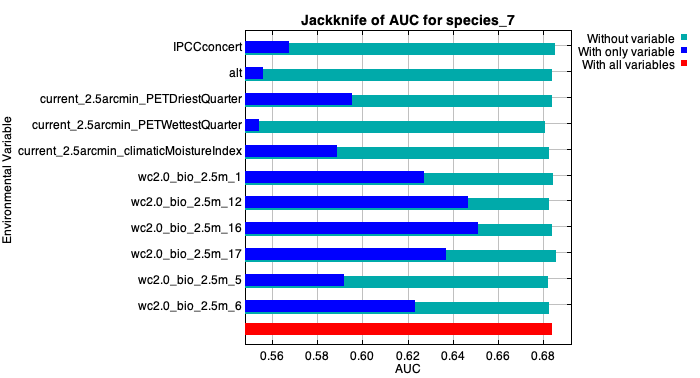 Jackknife of AUC for species_7
Environmental Variable
IPCCconcert
alt
current_2.5arcmin_PETDriestQuarter
current_2.5arcmin_PETWettestQuarter
current_2.5arcmin_climaticMoistureIndex
wc2.0_bio_2.5m_1
wc2.0_bio_2.5m_12
wc2.0_bio_2.5m_16
wc2.0_bio_2.5m_17
wc2.0_bio_2.5m_5
wc2.0_bio_2.5m_6
0.56 0.58 0.60 0.62 0.64 0.66 0.68
AUC
Without variable
With only variable
With all variables